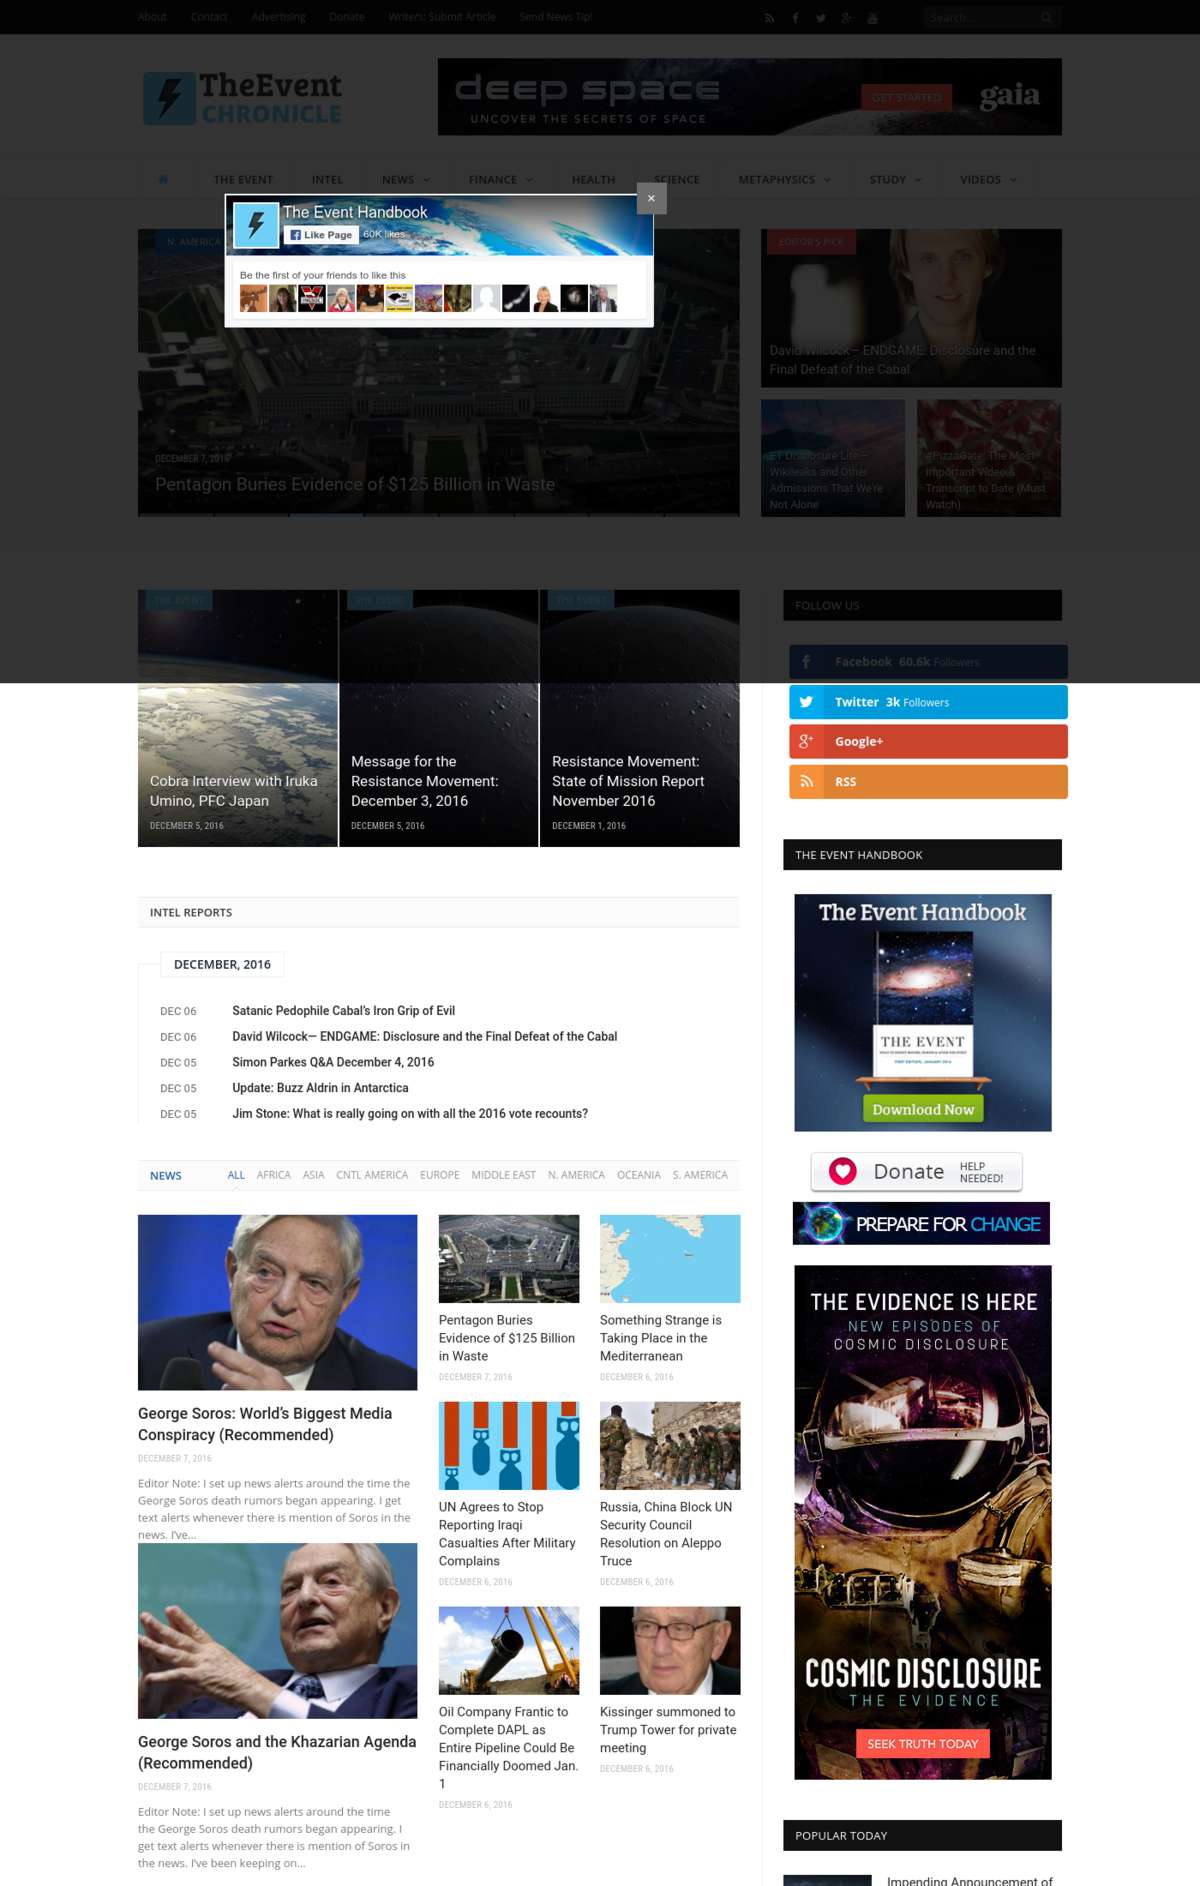 About Contact Advertising Donate Writers: Submit Article Send News Tip!
Search...
TheEvent
CHRONICLE
deep space
UNCOVER THE SECRETS OF SPACE
GET STARTED
gaia
THE EVENT INTEL NEWS FINANCE HEALTH SCIENCE METAPHYSICS STUDY VIDEOS
The Event Handbook
Like Page 60K likes
Be the first of your friends to like this
N. AMERICA
DECEMBER 7, 2016
Pentagon Buries Evidence of $125 Billion in Waste
EDITOR'S PICK
David Wilcock— ENDGAME: Disclosure and the
Final Defeat of the Cabal
ET Disclosure Lite –
Wikileaks and Other
Admissions That We're
Not Alone
#PizzaGate: The Most
Important Video &
Transcript to Date (Must
Watch)
THE EVENT
Cobra Interview with Iruka
Umino, PFC Japan
DECEMBER 5, 2016
THE EVENT
Message for the
Resistance Movement:
December 3, 2016
DECEMBER 5, 2016
THE EVENT
Resistance Movement:
State of Mission Report
November 2016
DECEMBER 1, 2016
FOLLOW US
Facebook 60.6k Followers
Twitter 3k Followers
Google+
RSS
THE EVENT HANDBOOK
The Event Handbook
THE EVENT
Download Now
Donate HELP
NEEDED!
PREPARE FOR CHANGE
THE EVIDENCE IS HERE
NEW EPISODES OF
COSMIC DISCLOSURE
COSMIC DISCLOSURE
THE EVIDENCE
SEEK TRUTH TODAY
POPULAR TODAY
Impending Announcement of
INTEL REPORTS
DECEMBER, 2016
DEC 06 Satanic Pedophile Cabal's Iron Grip of Evil
DEC 06 David Wilcock— ENDGAME: Disclosure and the Final Defeat of the Cabal
DEC 05 Simon Parkes Q&A December 4, 2016
DEC 05 Update: Buzz Aldrin in Antarctica
DEC 05 Jim Stone: What is really going on with all the 2016 vote recounts?
NEWS ALL AFRICA ASIA CNTL AMERICA EUROPE MIDDLE EAST N. AMERICA OCEANIA S. AMERICA
George Soros: World's Biggest Media
Conspiracy (Recommended)
DECEMBER 7, 2016
Editor Note: I set up news alerts around the time the
George Soros death rumors began appearing. I get
text alerts whenever there is mention of Soros in the
news. I've...
George Soros and the Khazarian Agenda
(Recommended)
DECEMBER 7, 2016
Editor Note: I set up news alerts around the time
the George Soros death rumors began appearing. I
get text alerts whenever there is mention of Soros in
the news. I've been keeping on...
Pentagon Buries
Evidence of $125 Billion
in Waste
DECEMBER 7, 2016
Something Strange is
Taking Place in the
Mediterranean
DECEMBER 6, 2016
UN Agrees to Stop
Reporting Iraqi
Casualties After Military
Complains
DECEMBER 6, 2016
Russia, China Block UN
Security Council
Resolution on Aleppo
Truce
DECEMBER 6, 2016
Oil Company Frantic to
Complete DAPL as
Entire Pipeline Could Be
Financially Doomed Jan.
1
DECEMBER 6, 2016
Kissinger summoned to
Trump Tower for private
meeting
DECEMBER 6, 2016